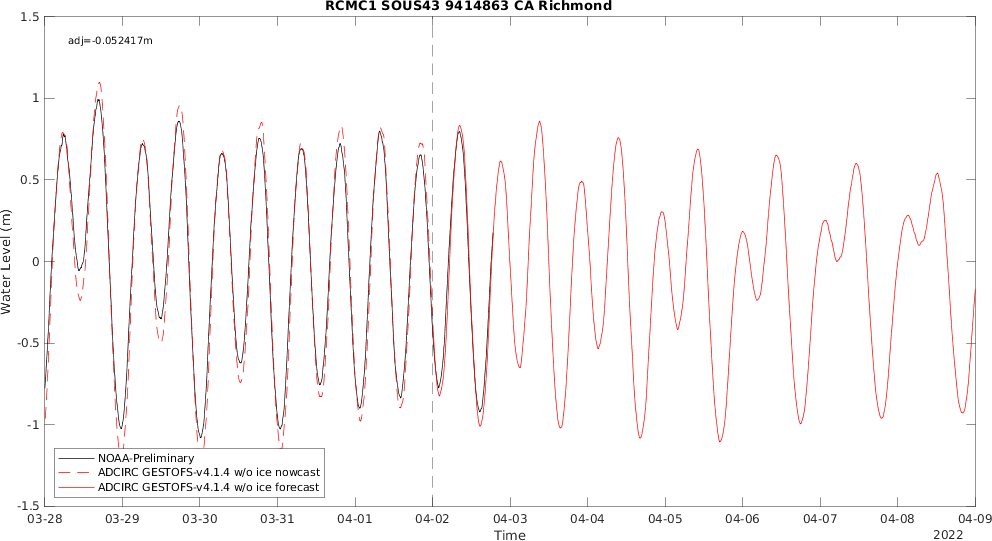 RCMC1 SOUS43 9414863 CA Richmond
adj=-0.052417m
1.5
1
0.5
0
-0.5
-1
-1.5
Water Level (m)
NOAA-Preliminary
ADCIRC GESTOFS-v4.1.4 w/o ice nowcast
ADCIRC GESTOFS-v4.1.4 w/o ice forecast
03-28 03-29 03-30 03-31 04-01 04-02 04-03 04-04 04-05 04-06 04-07 04-08 04-09
Time
2022